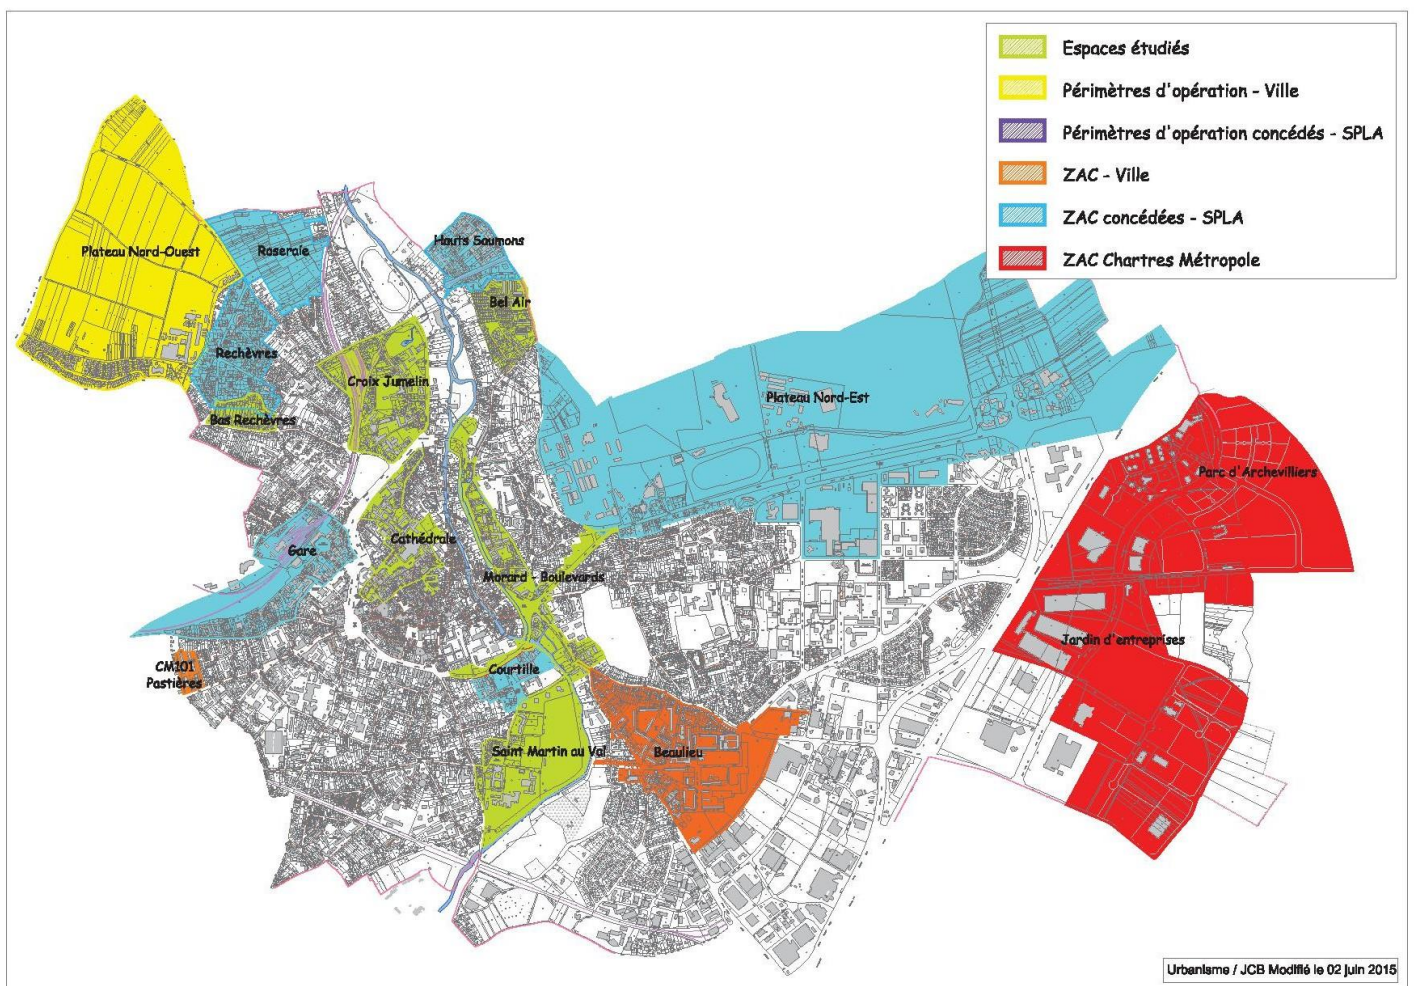 Espaces étudiés
Périmètres d'opération - Ville
Périmètres d'opération concédés - SPLA
ZAC - Ville
ZAC concédées - SPLA
ZAC Chartres Métropole
Plateau Nord-Ouest
Roseraie
Hauts Saumons
Bel Air
Rechèvres
Croix Jumelin
Bas Rechèvres
Plateau Nord-Est
Parc d'Archevilliers
Gare
Cathédrale
Morard - Boulevards
Jardin d'entreprises
CM101
Pastières
Courtille
Saint Martin au Val
Beaulieu
Urbanisme / JCB Modifié le 02 juin 2015